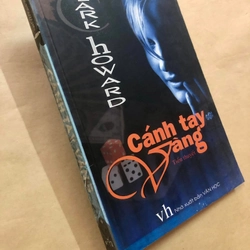 ARK
hOWARD
Cánh tay
Vàng
vh NHÀ XUẤT BẢN VĂN HỌC